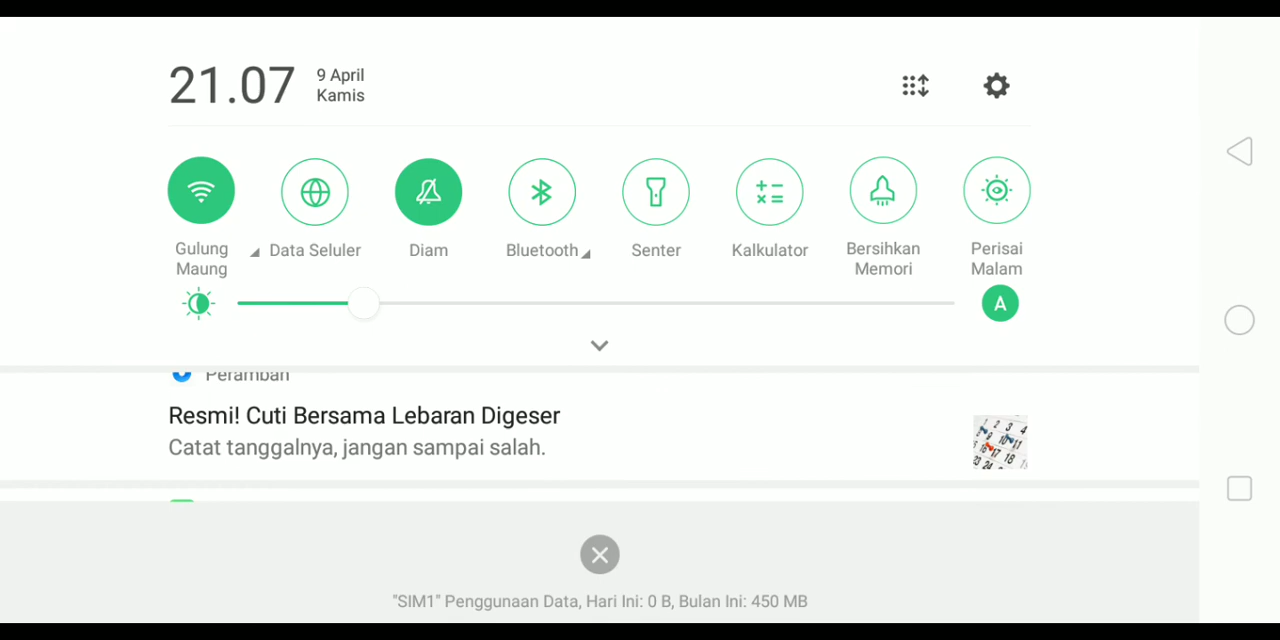 21.07
9 April
Kamis
Gulung
Maung
Data Seluler
Diam
Bluetooth
Senter
Kalkulator
Bersihkan
Memori
Perisai
Malam
A
Peramban
Resmi! Cuti Bersama Lebaran Digeser
Catat tanggalnya, jangan sampai salah.
"SIM1" Penggunaan Data, Hari Ini: 0 B, Bulan Ini: 450 MB